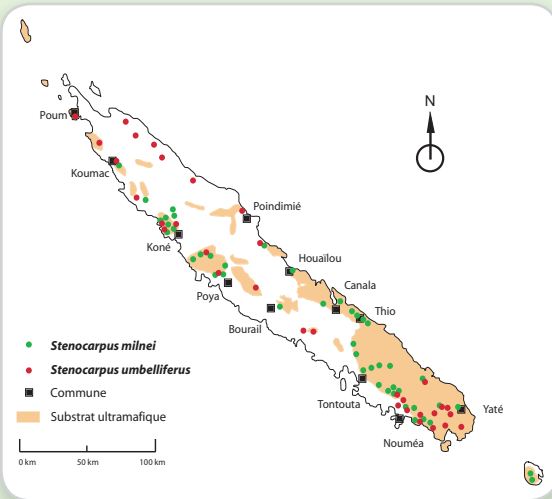 N
Poum
Koumac
Poindimié
Koné
Houaïlou
Canala
Poya
Thio
Bourail
Stenocarpus milnei
Stenocarpus umbelliferus
Commune
Substrat ultramafique
Tontouta
Yaté
Nouméa
0 km 50 km 100 km